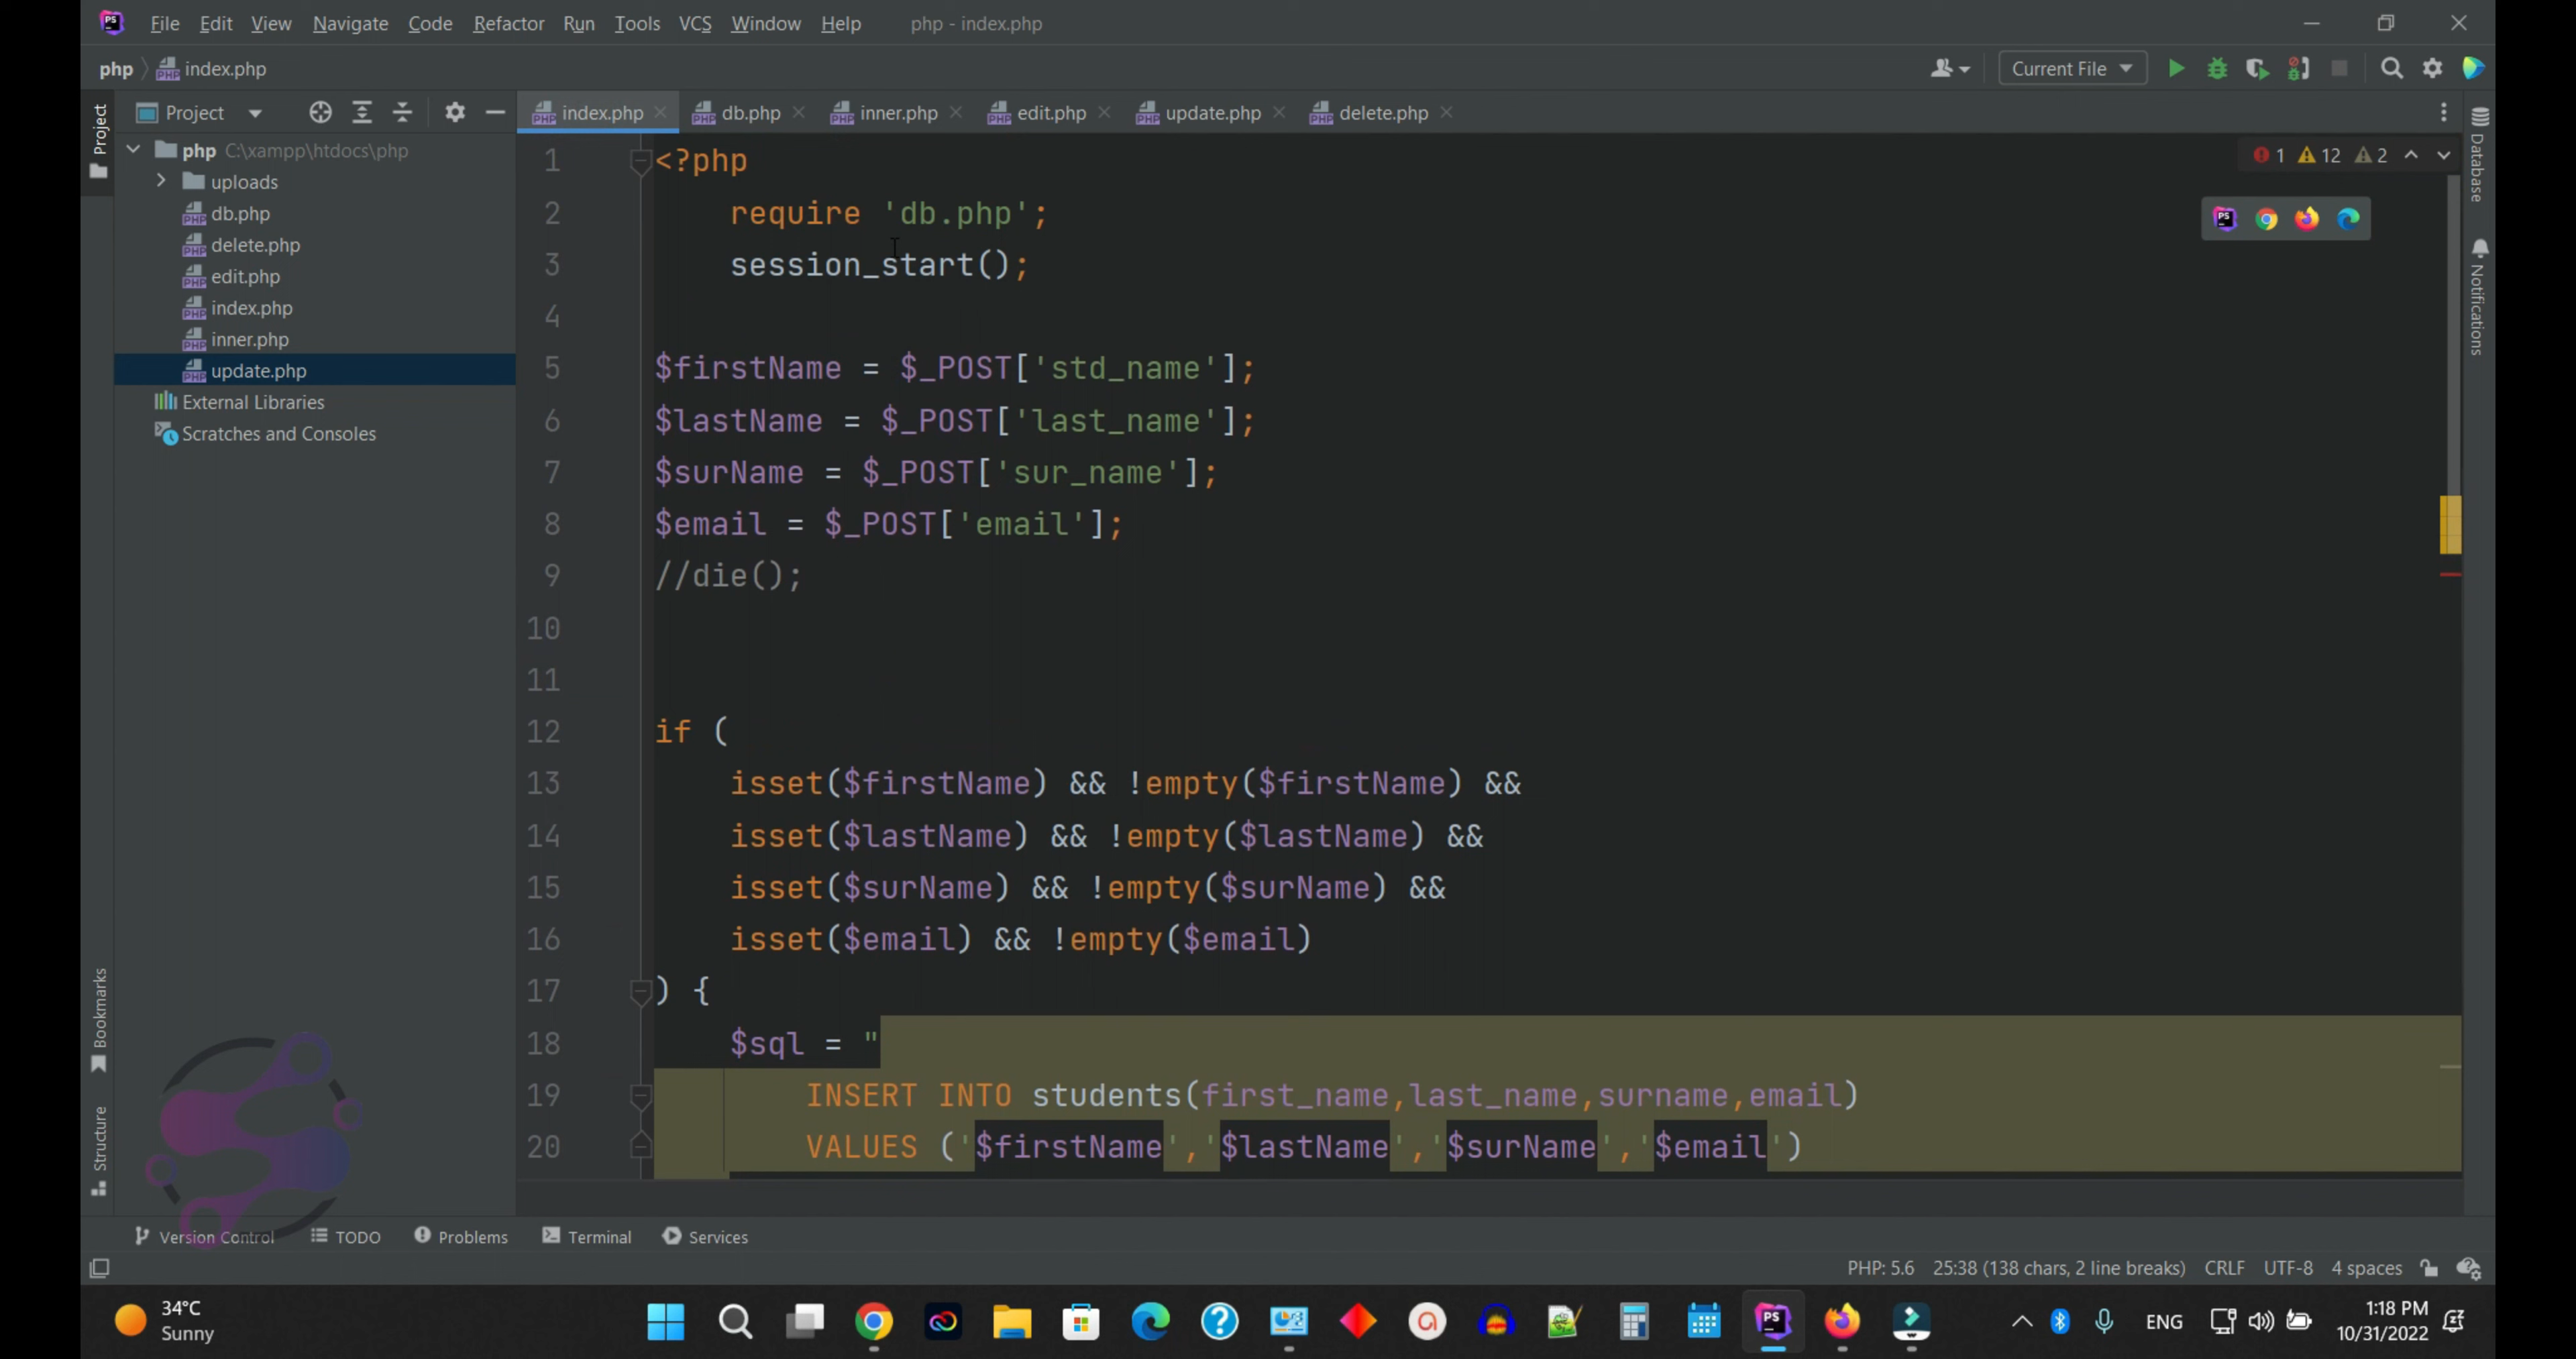 File Edit View Navigate Code Refactor Run Tools VCS Window Help php - index.php
php index.php Current File
Project
index.php db.php inner.php edit.php update.php delete.php
Project
php C:\xampp\htdocs\php
uploads
db.php
delete.php
edit.php
index.php
inner.php
update.php
External Libraries
Scratches and Consoles
1 12 2
1 <?php
2 require 'db.php';
3 session_start();
4
5 $firstName = $_POST['std_name'];
6 $lastName = $_POST['last_name'];
7 $surName = $_POST['sur_name'];
8 $email = $_POST['email'];
9 //die();
10
11
12 if (
13 isset($firstName) && !empty($firstName) &&
14 isset($lastName) && !empty($lastName) &&
15 isset($surName) && !empty($surName) &&
16 isset($email) && !empty($email)
17 ) {
18 $sql = "
19 INSERT INTO students(first_name,last_name,surname,email)
20 VALUES ('$firstName','$lastName','$surName','$email')
Database
Notifications
Bookmarks
Structure
Version Control TODO Problems Terminal Services
PHP: 5.6 25:38 (138 chars, 2 line breaks) CRLF UTF-8 4 spaces
34°C
Sunny
ENG
1:18 PM
10/31/2022